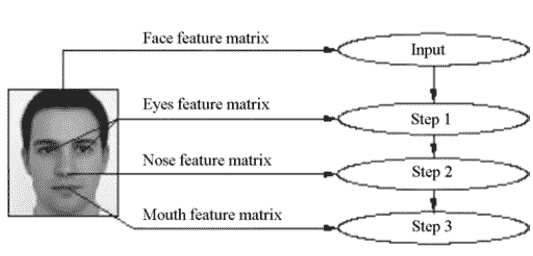 Face feature matrix
Input
Eyes feature matrix
Step 1
Nose feature matrix
Step 2
Mouth feature matrix
Step 3